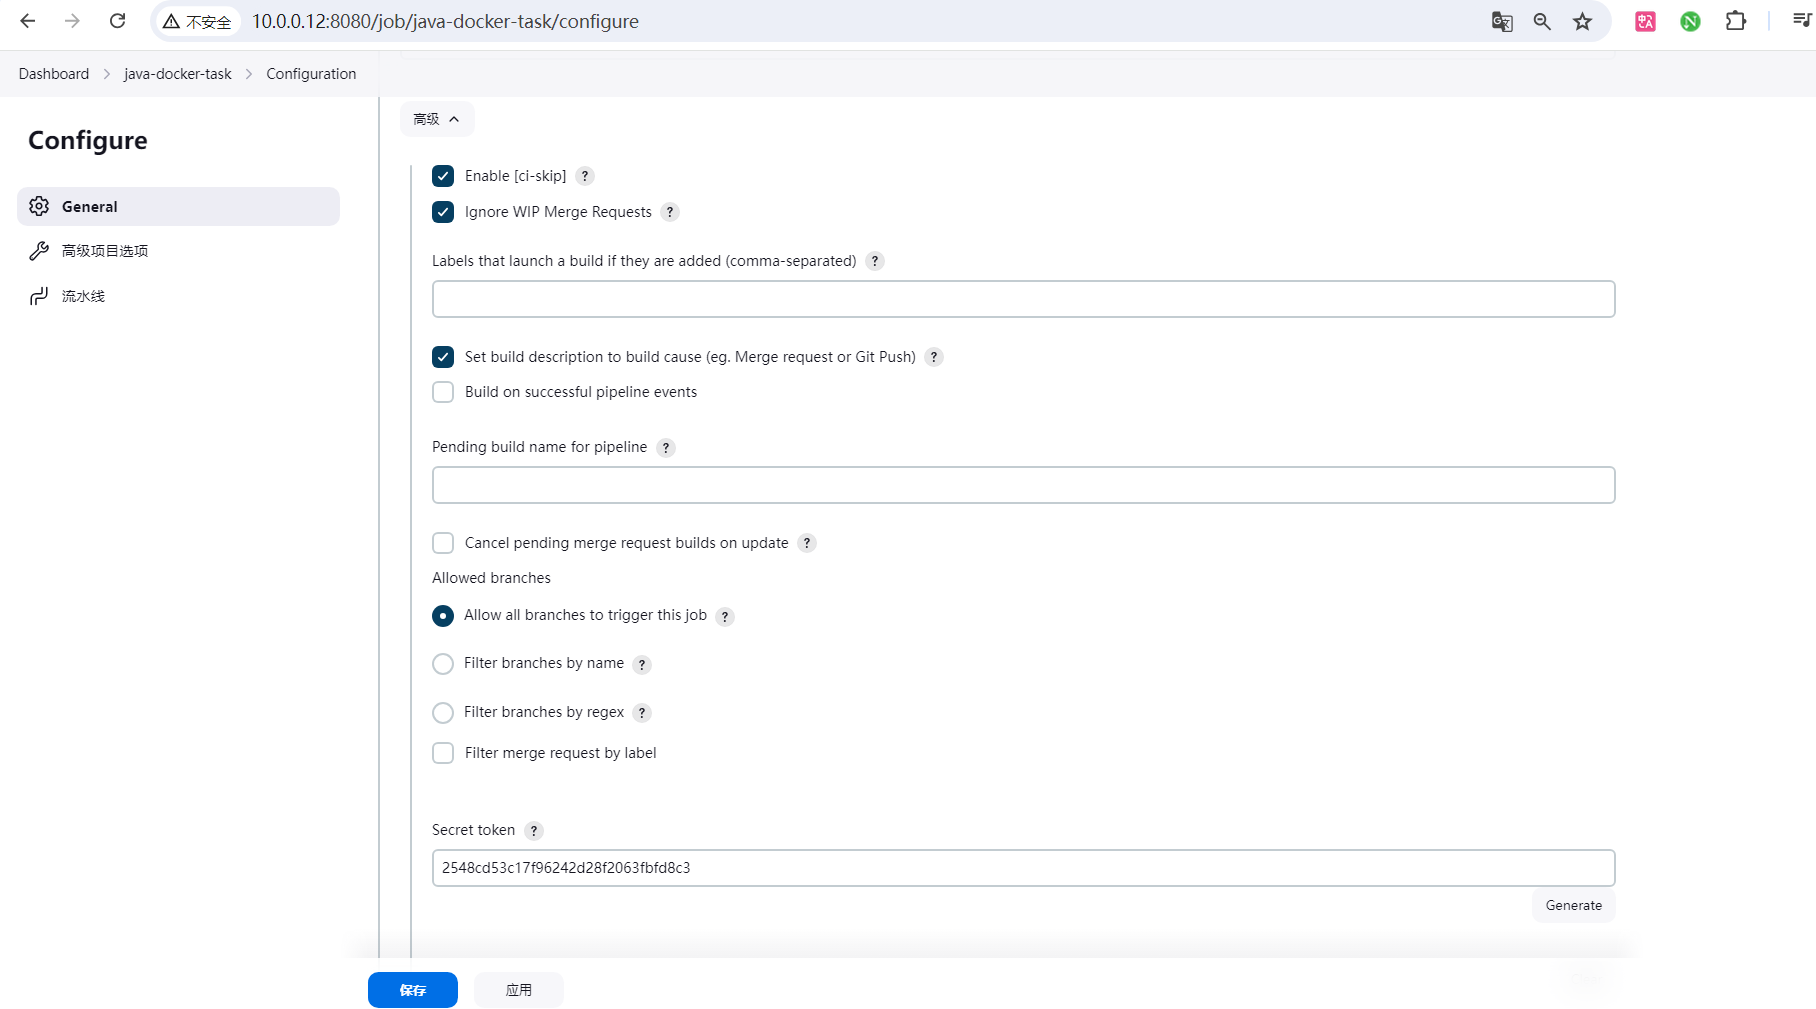 不安全
10.0.0.12:8080/job/java-docker-task/configure
Dashboard > java-docker-task > Configuration
Configure
General
高级项目选项
流水线
高级
Enable [ci-skip] ?
Ignore WIP Merge Requests ?
Labels that launch a build if they are added (comma-separated) ?
Set build description to build cause (eg. Merge request or Git Push) ?
Build on successful pipeline events
Pending build name for pipeline ?
Cancel pending merge request builds on update ?
Allowed branches
Allow all branches to trigger this job ?
Filter branches by name ?
Filter branches by regex ?
Filter merge request by label
Secret token ?
2548cd53c17f96242d28f2063fbfd8c3
Generate
保存
应用